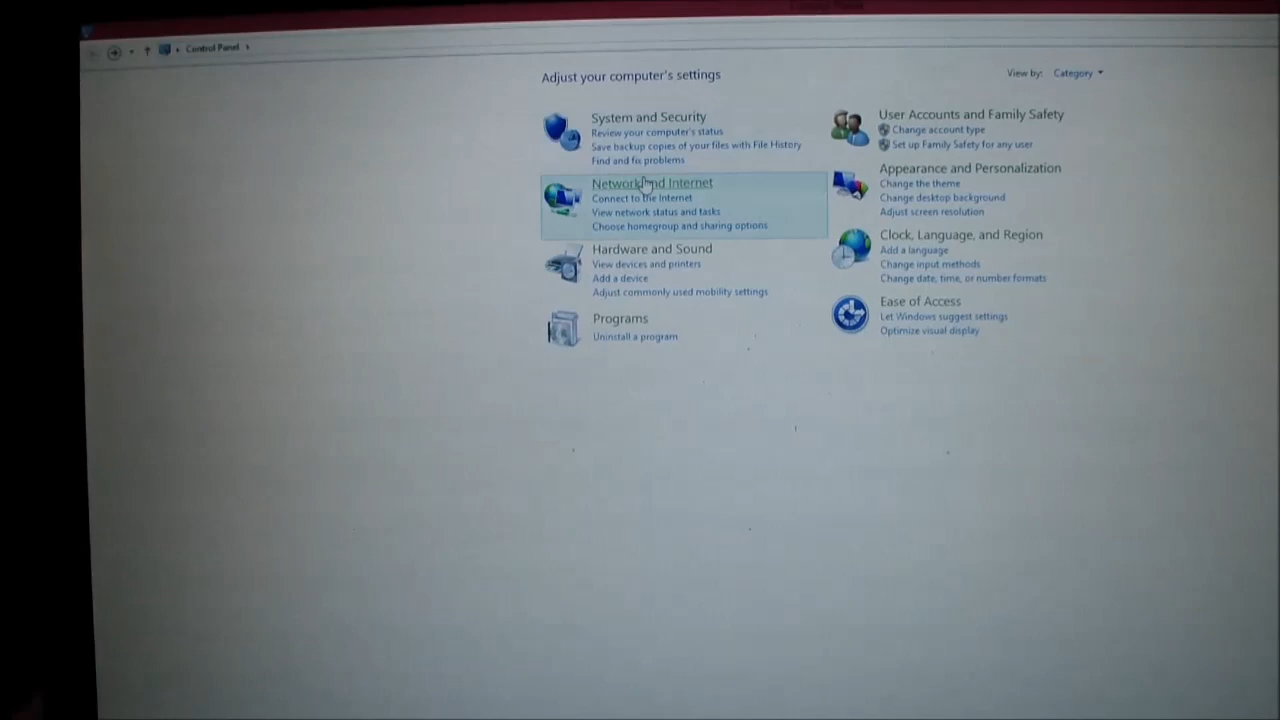 Control Panel
Adjust your computer's settings
View by: Category
System and Security
Review your computer's status
Save backup copies of your files with File History
Find and fix problems
Network and Internet
Connect to the Internet
View network status and tasks
Choose homegroup and sharing options
Hardware and Sound
View devices and printers
Add a device
Adjust commonly used mobility settings
Programs
Uninstall a program
User Accounts and Family Safety
Change account type
Set up Family Safety for any user
Appearance and Personalization
Change the theme
Change desktop background
Adjust screen resolution
Clock, Language, and Region
Add a language
Change input methods
Change date, time, or number formats
Ease of Access
Let Windows suggest settings
Optimize visual display